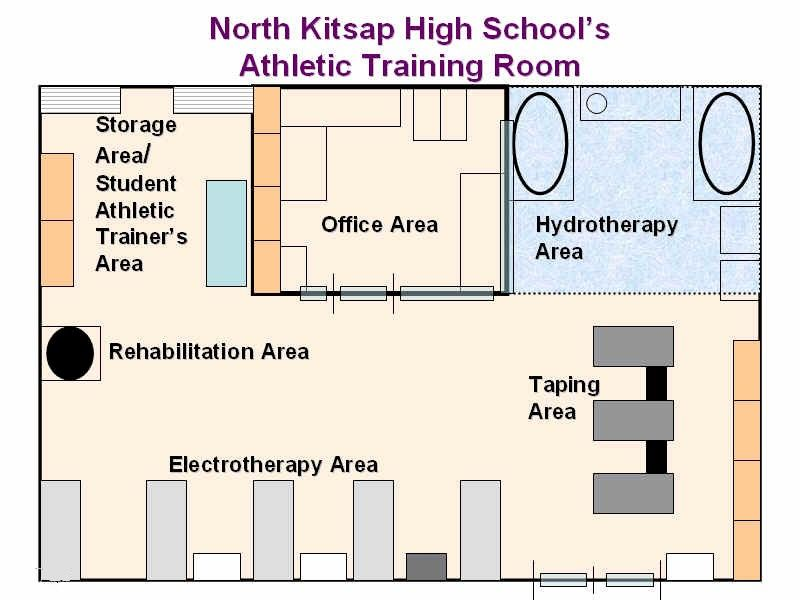 North Kitsap High School’s
Athletic Training Room
Storage
Area/
Student
Athletic
Trainer’s
Area
Office Area
Hydrotherapy
Area
Rehabilitation Area
Taping
Area
Electrotherapy Area